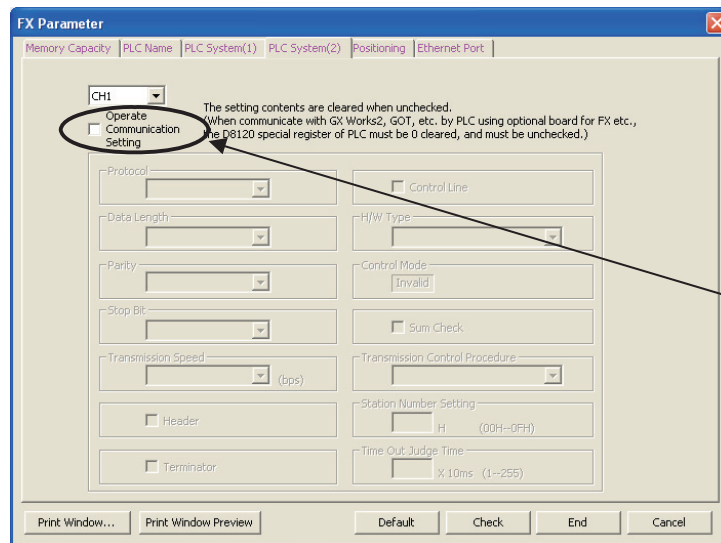 FX Parameter
Memory Capacity PLC Name PLC System(1) PLC System(2) Positioning Ethernet Port
CH1
Operate
Communication
Setting
The setting contents are cleared when unchecked.
(When communicate with GX Works2, GOT, etc. by PLC using optional board for FX etc.,
the D8120 special register of PLC must be 0 cleared, and must be unchecked.)
Protocol
Control Line
Data Length
H/W Type
Parity
Control Mode
Invalid
Stop Bit
Sum Check
Transmission Speed
(bps)
Transmission Control Procedure
Header
Station Number Setting
H (00H--0FH)
Terminator
Time Out Judge Time
X 10ms (1--255)
Print Window... Print Window Preview Default Check End Cancel